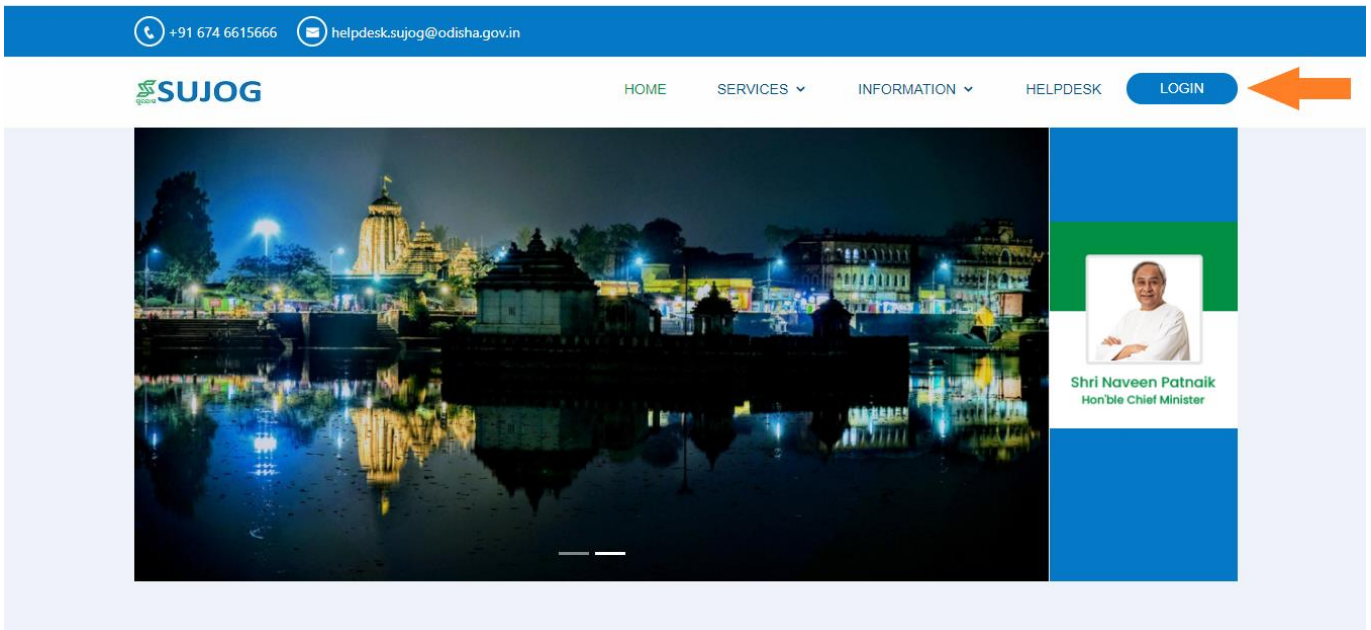 +91 674 6615666 helpdesk.sujog@odisha.gov.in
SUJOG HOME SERVICES INFORMATION HELPDESK LOGIN
Shri Naveen Patnaik
Hon'ble Chief Minister